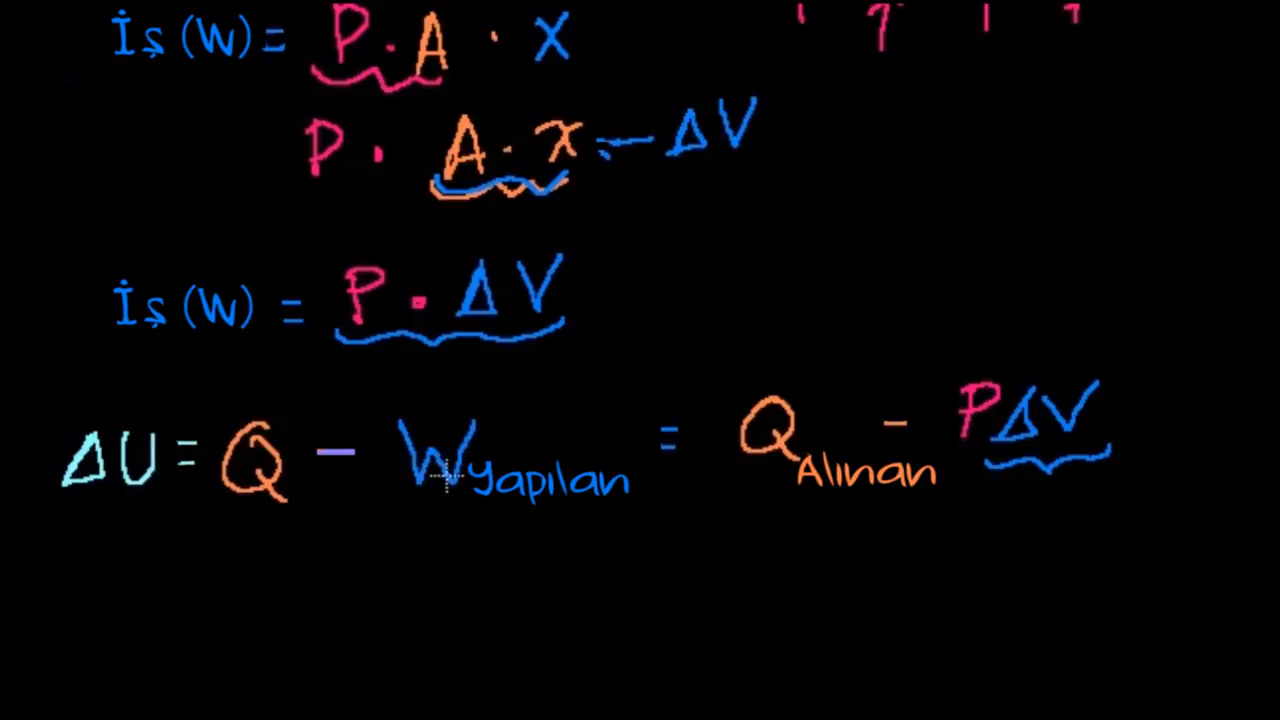 İş (W) = P . A . X
P . A . x = ΔV
İş (W) = P . ΔV
ΔU = Q - W Yapılan = Q Alınan - PΔV